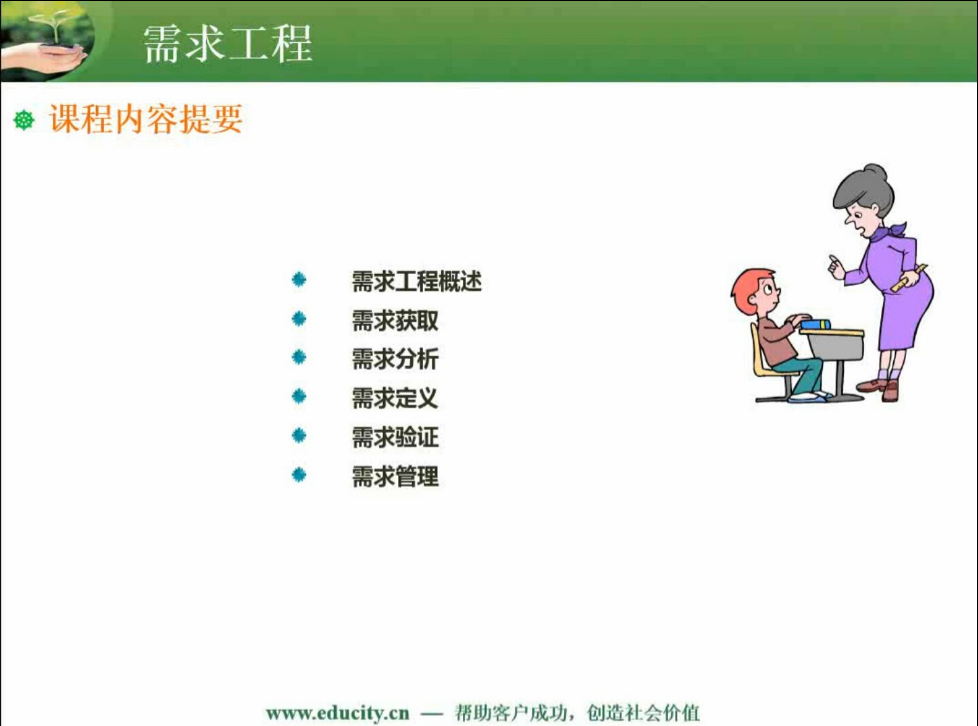 需求工程
课程内容提要
需求工程概述
需求获取
需求分析
需求定义
需求验证
需求管理
www.educity.cn — 帮助客户成功，创造社会价值